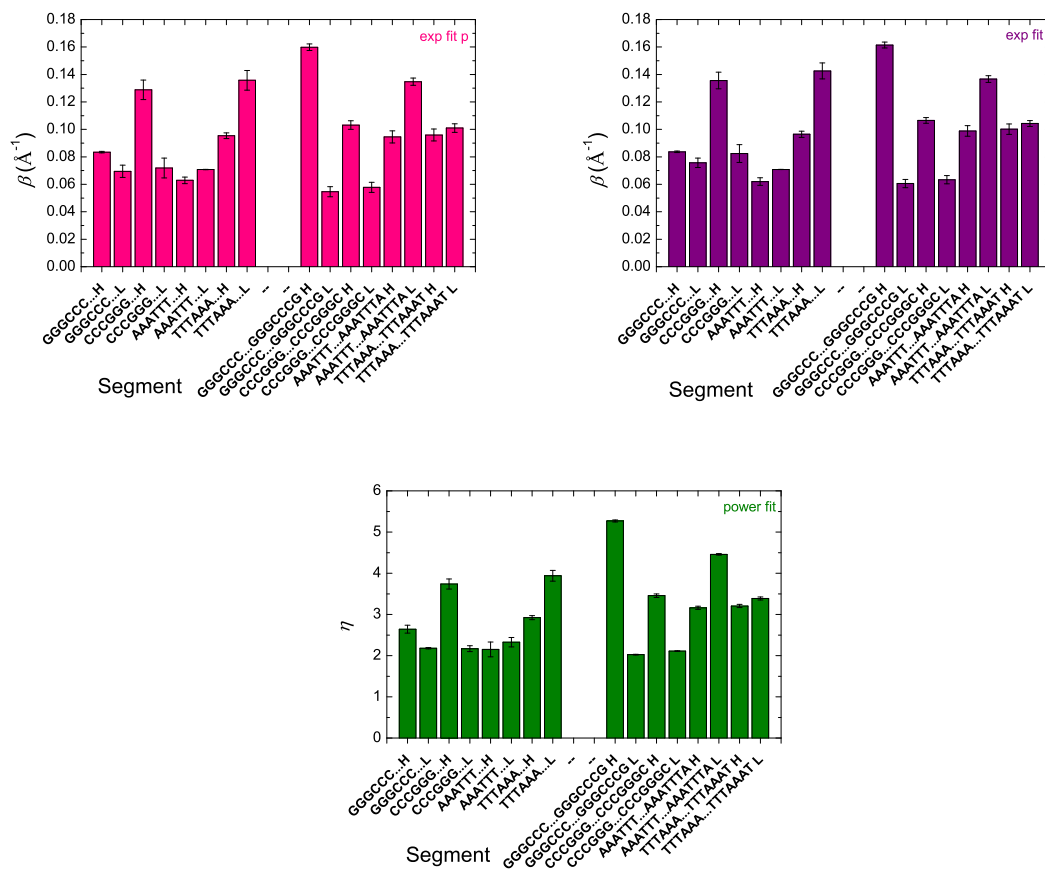 exp fit p
β (Å⁻¹)
0.18
0.16
0.14
0.12
0.10
0.08
0.06
0.04
0.02
0.00
GGGCCC...H
GGGCCC...L
CCCGGG...H
CCCGGG...L
AAATTT...H
AAATTT...L
TTTAAA...H
TTTAAA...L
--
--
GGGCCC...GGGCCCG H
GGGCCC...GGGCCCG L
CCCGGG...CCCGGGC H
CCCGGG...CCCGGGC L
AAATTT...AAATTTA H
AAATTT...AAATTTA L
TTTAAA...TTTAAAT H
TTTAAA...TTTAAAT L
Segment
exp fit
β (Å⁻¹)
0.18
0.16
0.14
0.12
0.10
0.08
0.06
0.04
0.02
0.00
GGGCCC...H
GGGCCC...L
CCCGGG...H
CCCGGG...L
AAATTT...H
AAATTT...L
TTTAAA...H
TTTAAA...L
--
--
GGGCCC...GGGCCCG H
GGGCCC...GGGCCCG L
CCCGGG...CCCGGGC H
CCCGGG...CCCGGGC L
AAATTT...AAATTTA H
AAATTT...AAATTTA L
TTTAAA...TTTAAAT H
TTTAAA...TTTAAAT L
Segment
power fit
η
6
5
4
3
2
1
0
GGGCCC...H
GGGCCC...L
CCCGGG...H
CCCGGG...L
AAATTT...H
AAATTT...L
TTTAAA...H
TTTAAA...L
--
--
GGGCCC...GGGCCCG H
GGGCCC...GGGCCCG L
CCCGGG...CCCGGGC H
CCCGGG...CCCGGGC L
AAATTT...AAATTTA H
AAATTT...AAATTTA L
TTTAAA...TTTAAAT H
TTTAAA...TTTAAAT L
Segment